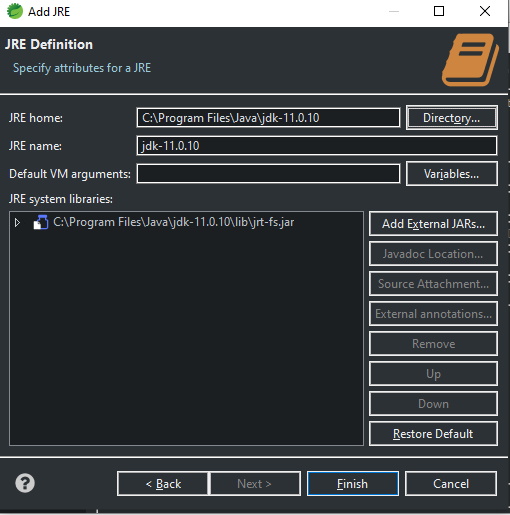 Add JRE
JRE Definition
Specify attributes for a JRE
JRE home:
C:\Program Files\Java\jdk-11.0.10
Directory...
JRE name:
jdk-11.0.10
Default VM arguments:
Variables...
JRE system libraries:
C:\Program Files\Java\jdk-11.0.10\lib\jrt-fs.jar
Add External JARs...
Javadoc Location...
Source Attachment...
External annotations...
Remove
Up
Down
Restore Default
?
< Back
Next >
Finish
Cancel